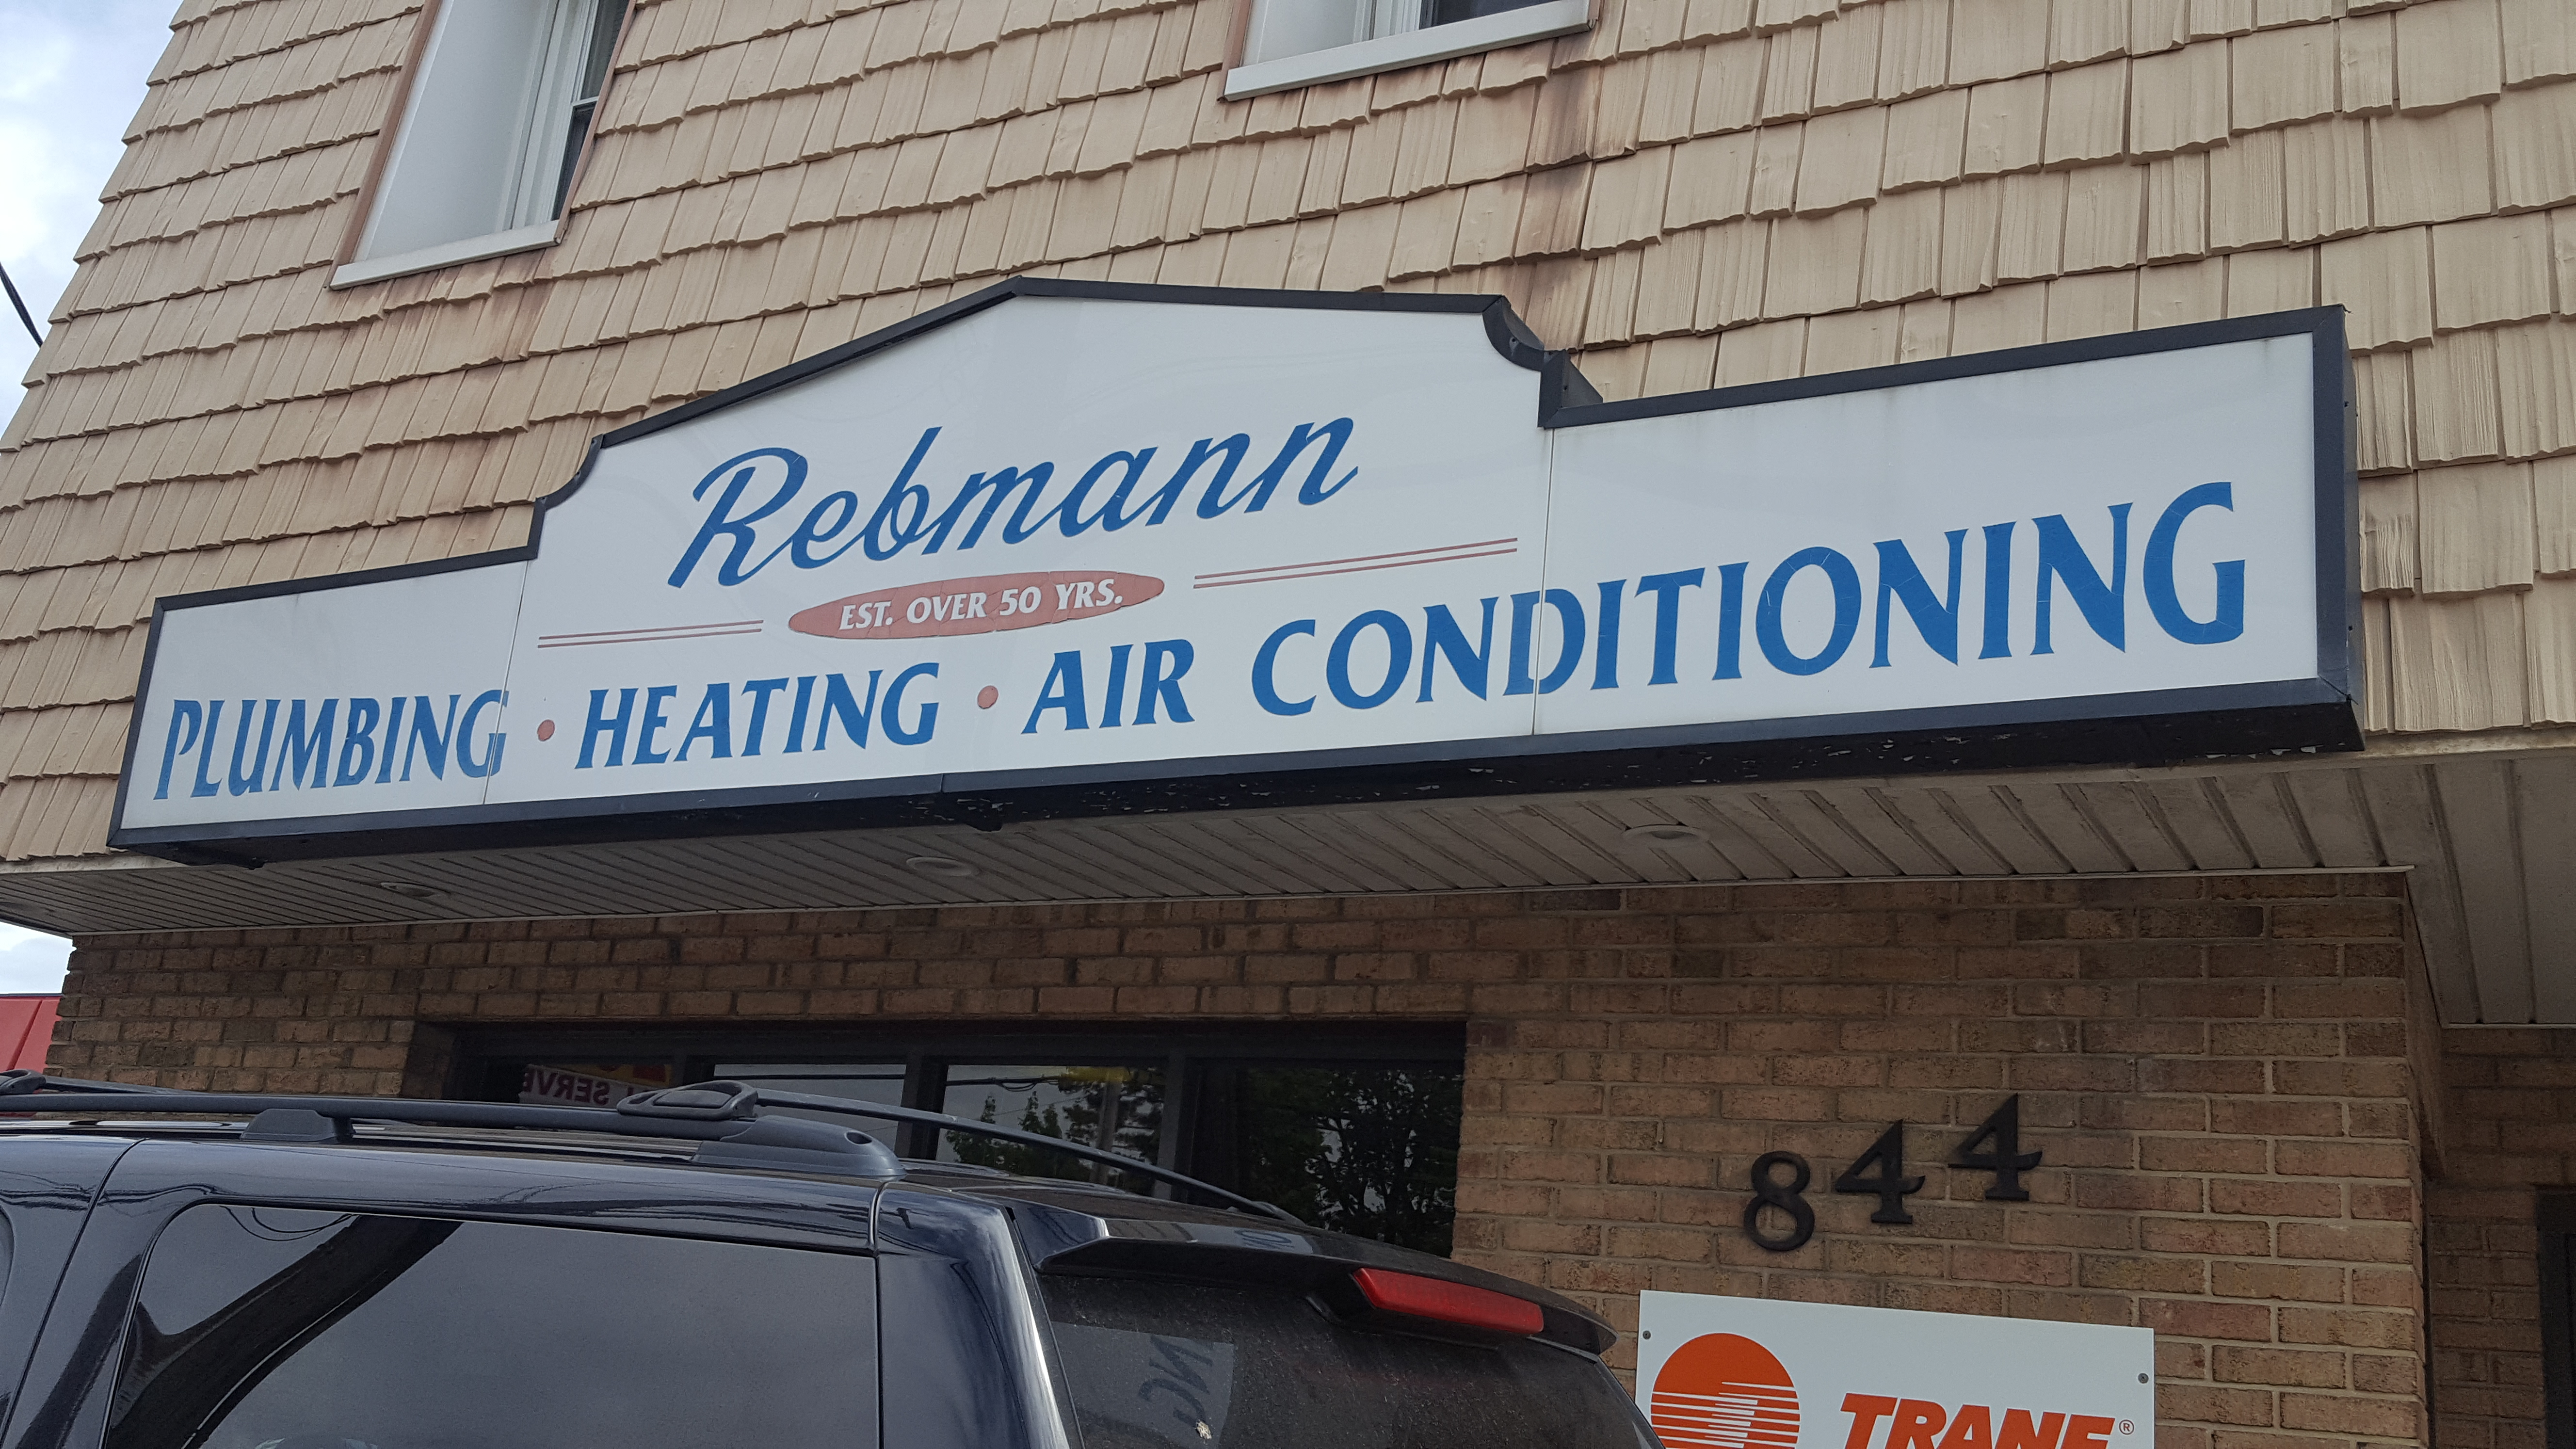 Rebmann
EST. OVER 50 YRS.
PLUMBING • HEATING • AIR CONDITIONING
844
TRANE®